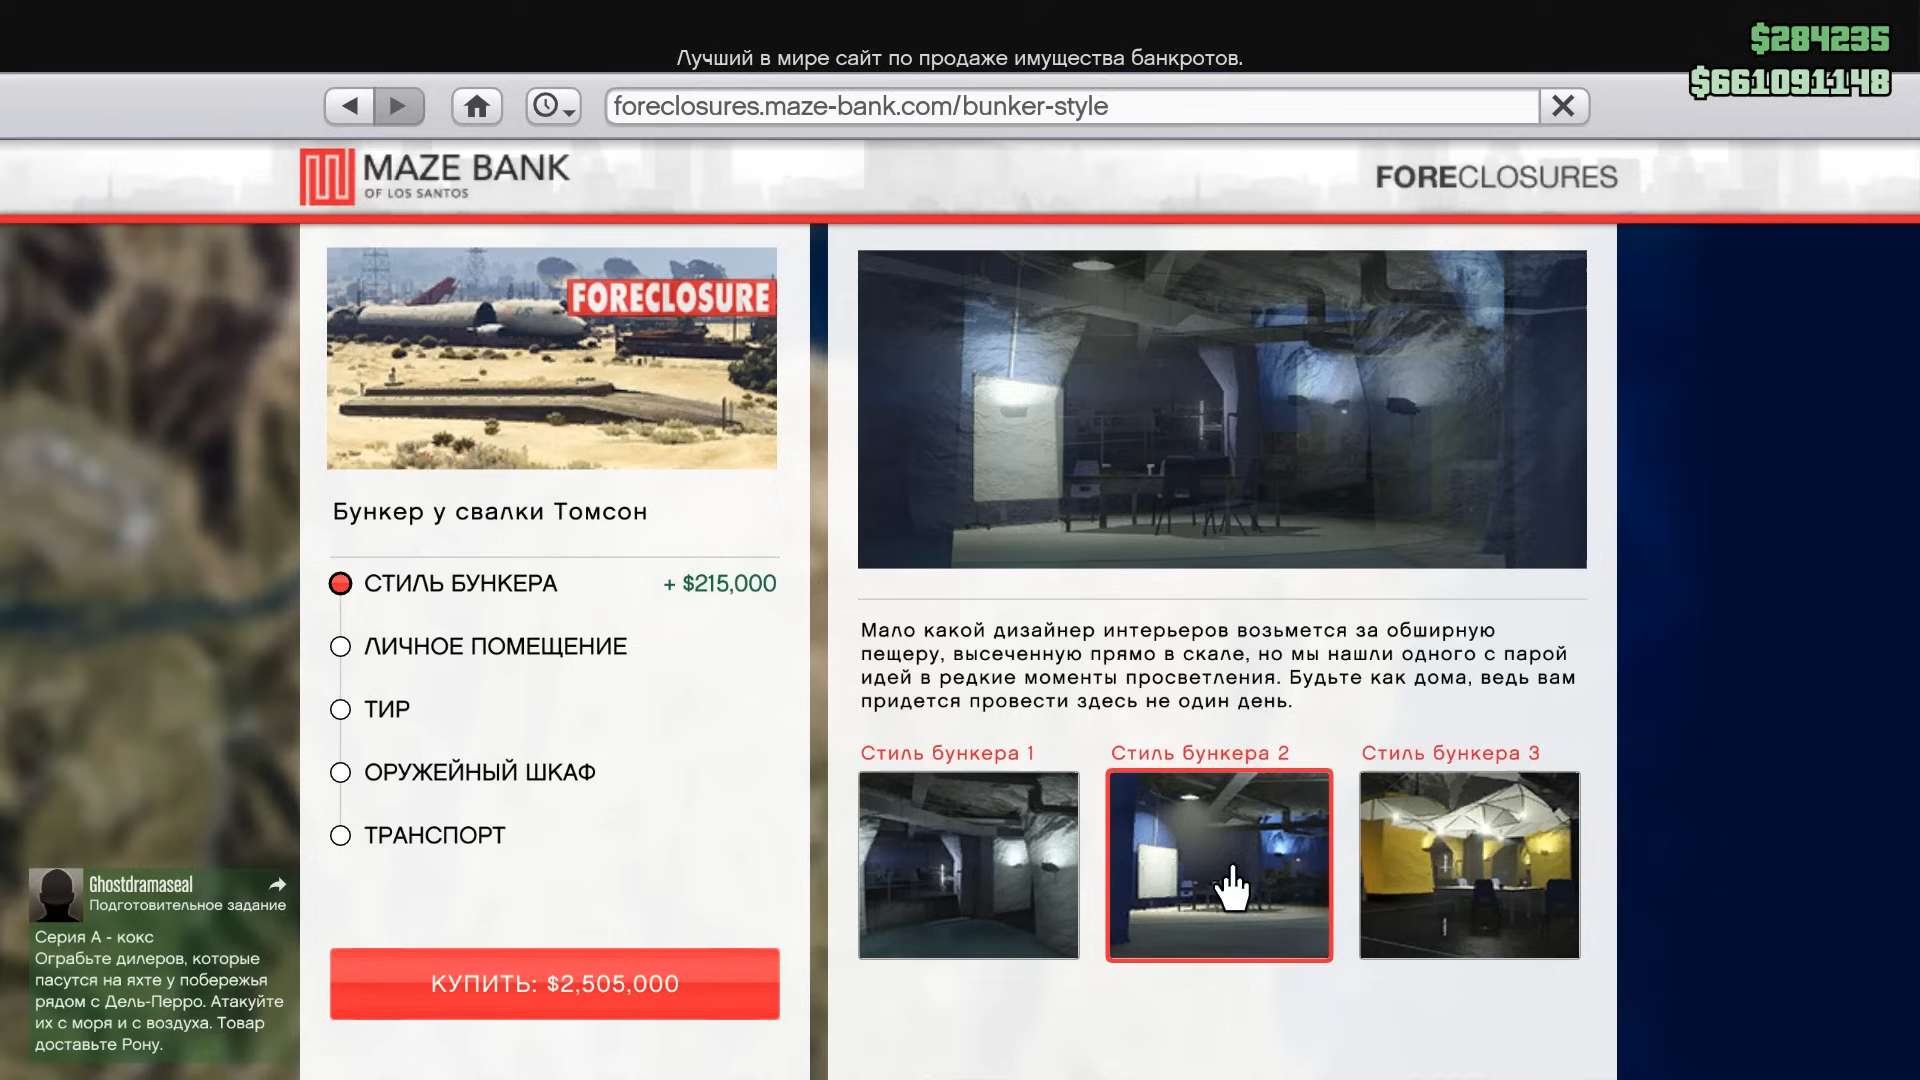 Лучший в мире сайт по продаже имущества банкротов.
$284235
$661091148
foreclosures.maze-bank.com/bunker-style
MAZE BANK
OF LOS SANTOS
FORECLOSURES
FORECLOSURE
Бункер у свалки Томсон
СТИЛЬ БУНКЕРА + $215,000
ЛИЧНОЕ ПОМЕЩЕНИЕ
ТИР
ОРУЖЕЙНЫЙ ШКАФ
ТРАНСПОРТ
КУПИТЬ: $2,505,000
Мало какой дизайнер интерьеров возьмется за обширную
пещеру, высеченную прямо в скале, но мы нашли одного с парой
идей в редкие моменты просветления. Будьте как дома, ведь вам
придется провести здесь не один день.
Стиль бункера 1
Стиль бункера 2
Стиль бункера 3
Ghostdramaseal
Подготовительное задание
Серия А - кокс
Ограбьте дилеров, которые
пасутся на яхте у побережья
рядом с Дель-Перро. Атакуйте
их с моря и с воздуха. Товар
доставьте Рону.